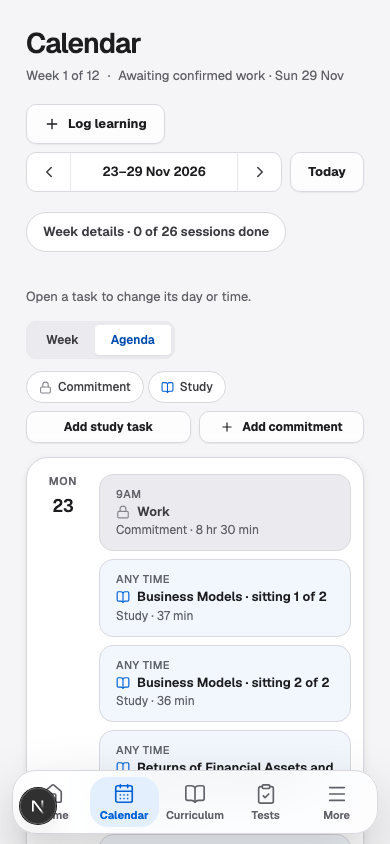 Calendar
Week 1 of 12 · Awaiting confirmed work · Sun 29 Nov
+ Log learning
23–29 Nov 2026
Today
Week details · 0 of 26 sessions done
Open a task to change its day or time.
Week
Agenda
Commitment
Study
Add study task
+ Add commitment
MON
23
9AM
Work
Commitment · 8 hr 30 min
ANY TIME
Business Models · sitting 1 of 2
Study · 37 min
ANY TIME
Business Models · sitting 2 of 2
Study · 36 min
ANY TIME
Returns of Financial Assets and
N
me
Calendar
Curriculum
Tests
More